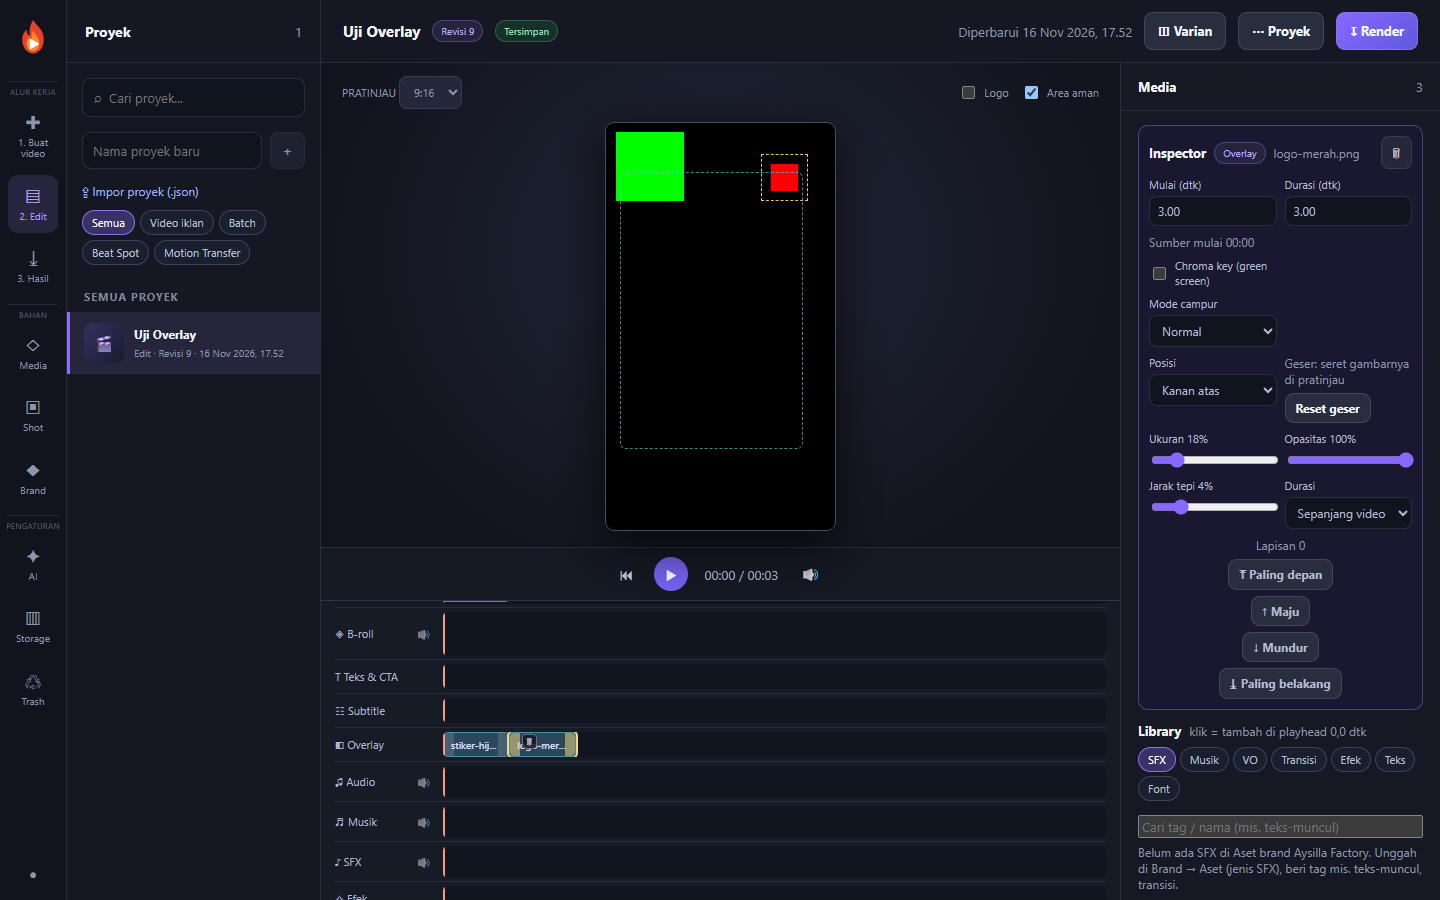 ALUR KERJA
1. Buat
video
2. Edit
3. Hasil
BAHAN
Media
Shot
Brand
PENGATURAN
AI
Storage
Trash
Proyek 1
Cari proyek...
Nama proyek baru +
Impor proyek (.json)
Semua Video iklan Batch
Beat Spot Motion Transfer
SEMUA PROYEK
Uji Overlay
Edit · Revisi 9 · 16 Nov 2026, 17.52
Uji Overlay Revisi 9 Tersimpan
Diperbarui 16 Nov 2026, 17.52 Varian ··· Proyek Render
PRATINJAU 9:16 Logo Area aman
00:00 / 00:03
B-roll
T Teks & CTA
Subtitle
Overlay stiker-hij...
Audio
Musik
SFX
Efek
Media 3
Inspector Overlay logo-merah.png
Mulai (dtk) Durasi (dtk)
3.00 3.00
Sumber mulai 00:00
Chroma key (green
screen)
Mode campur
Normal
Posisi Geser: seret gambarnya
di pratinjau
Kanan atas
Reset geser
Ukuran 18% Opasitas 100%
Jarak tepi 4% Durasi
Sepanjang video
Lapisan 0
Paling depan
↑ Maju
↓ Mundur
Paling belakang
Library klik = tambah di playhead 0,0 dtk
SFX Musik VO Transisi Efek Teks
Font
Cari tag / nama (mis. teks-muncul)
Belum ada SFX di Aset brand Aysilla Factory. Unggah
di Brand → Aset (jenis SFX), beri tag mis. teks-muncul,
transisi.